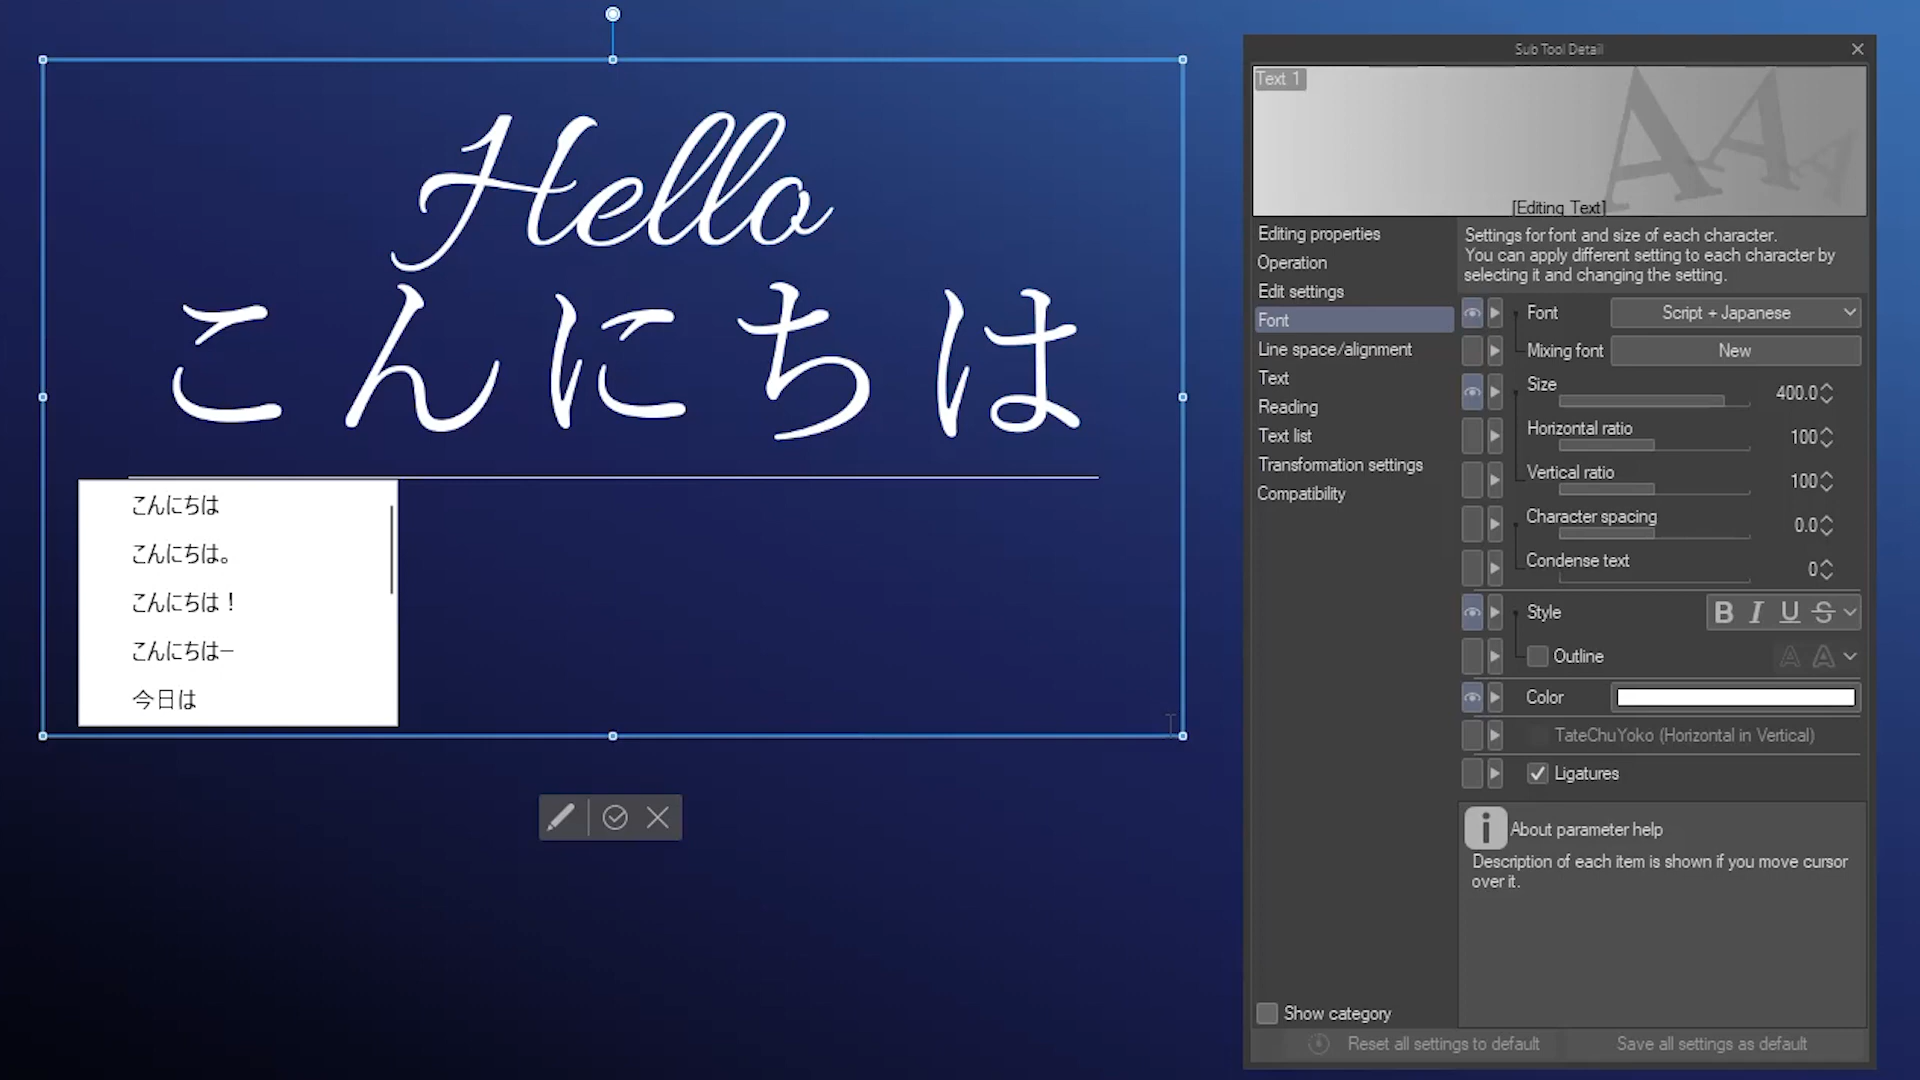 Hello
こんにちは
こんにちは
こんにちは。
こんにちは！
こんにちはー
今日は
Sub Tool Detail
Text 1
[Editing Text]
Editing properties
Operation
Edit settings
Font
Line space/alignment
Text
Reading
Text list
Transformation settings
Compatibility
Show category
Settings for font and size of each character.
You can apply different setting to each character by
selecting it and changing the setting.
Font Script + Japanese
Mixing font New
Size 400.0
Horizontal ratio 100
Vertical ratio 100
Character spacing 0.0
Condense text 0
Style B I U S
Outline A A
Color
TateChuYoko (Horizontal in Vertical)
Ligatures
About parameter help
Description of each item is shown if you move cursor
over it.
Reset all settings to default Save all settings as default